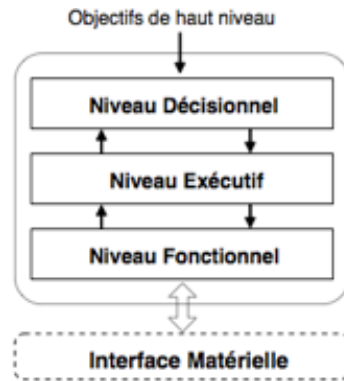 Objectifs de haut niveau
Niveau Décisionnel
Niveau Exécutif
Niveau Fonctionnel
Interface Matérielle